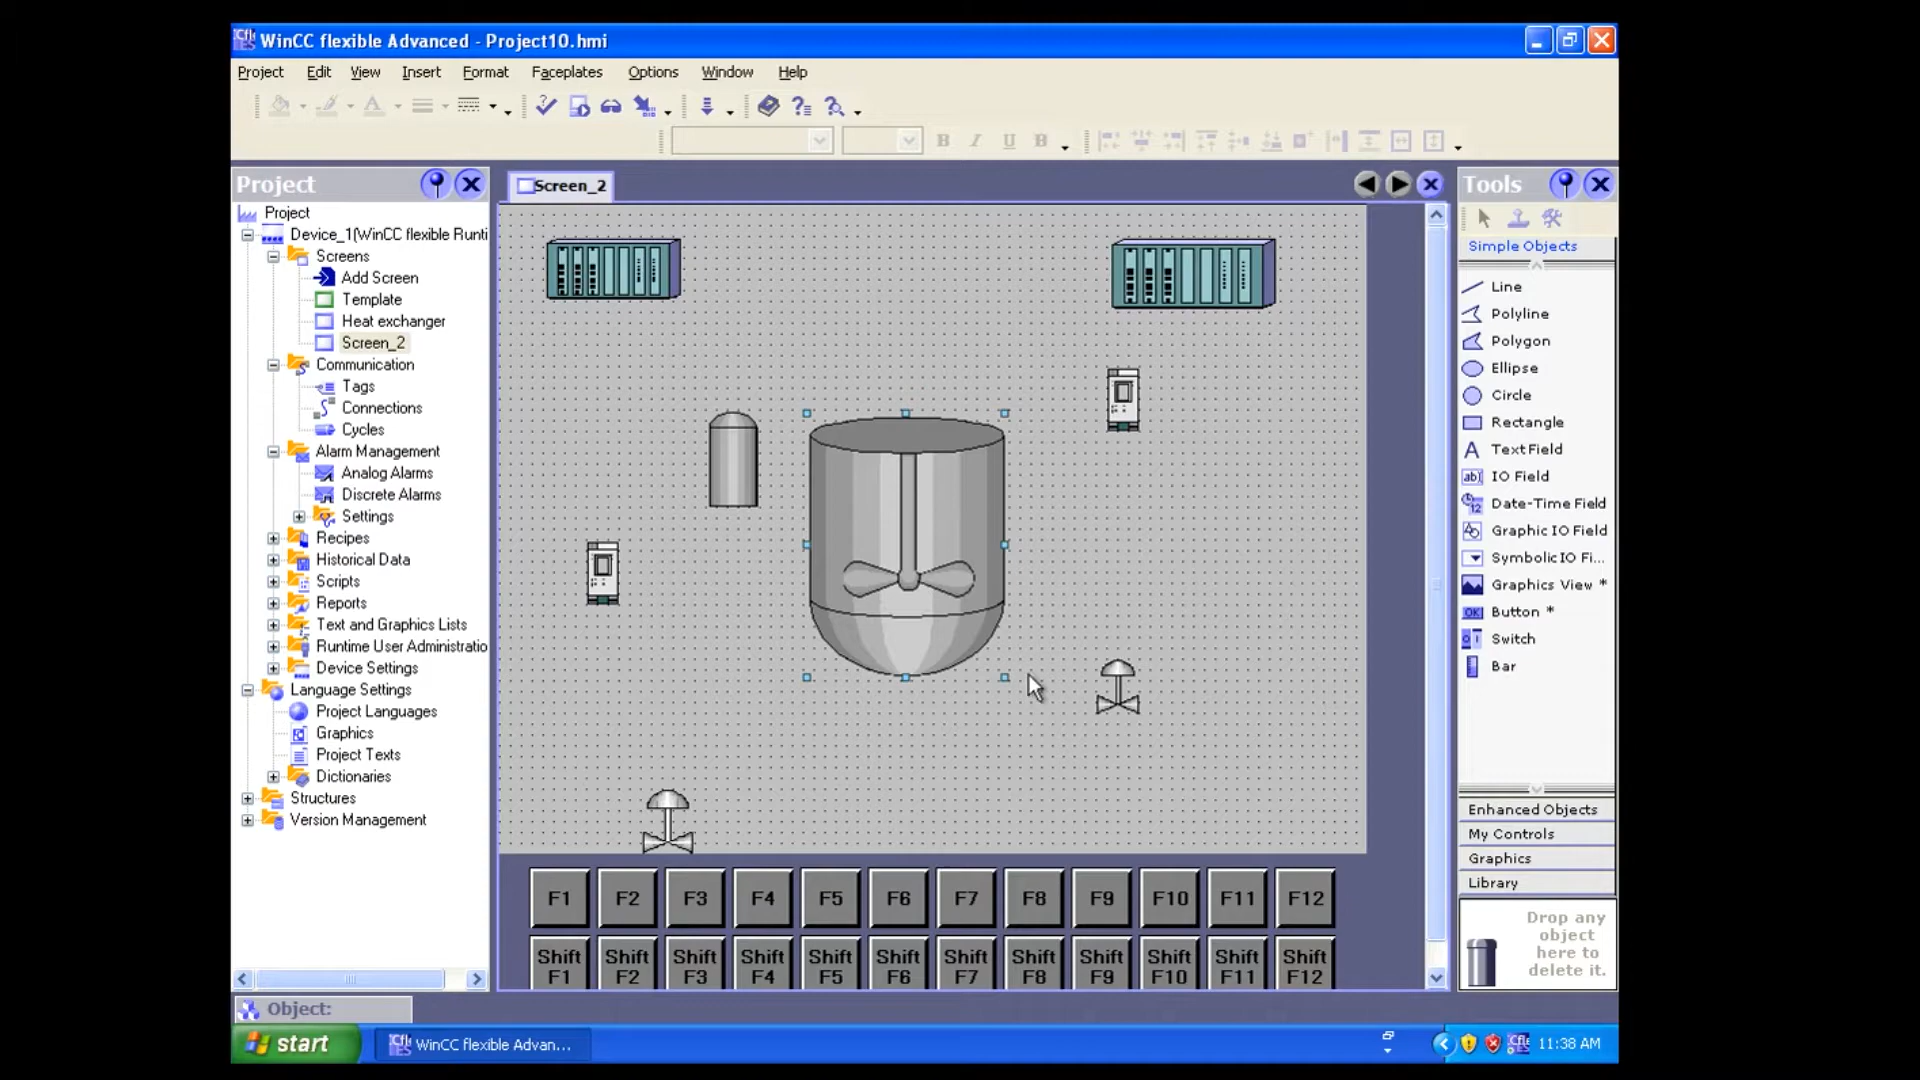 WinCC flexible Advanced - Project10.hmi
Project Edit View Insert Format Faceplates Options Window Help
B I U B
Project
Screen_2
Tools
Project
Device_1(WinCC flexible Runti
Screens
Add Screen
Template
Heat exchanger
Screen_2
Communication
Tags
Connections
Cycles
Alarm Management
Analog Alarms
Discrete Alarms
Settings
Recipes
Historical Data
Scripts
Reports
Text and Graphics Lists
Runtime User Administratio
Device Settings
Language Settings
Project Languages
Graphics
Project Texts
Dictionaries
Structures
Version Management
Simple Objects
Line
Polyline
Polygon
Ellipse
Circle
Rectangle
Text Field
IO Field
Date-Time Field
Graphic IO Field
Symbolic IO Fi...
Graphics View *
Button *
Switch
Bar
Enhanced Objects
My Controls
Graphics
Library
Drop any
object
here to
delete it.
F1 F2 F3 F4 F5 F6 F7 F8 F9 F10 F11 F12
Shift Shift Shift Shift Shift Shift Shift Shift Shift Shift Shift Shift
F1 F2 F3 F4 F5 F6 F7 F8 F9 F10 F11 F12
Object:
start
WinCC flexible Advan...
11:38 AM